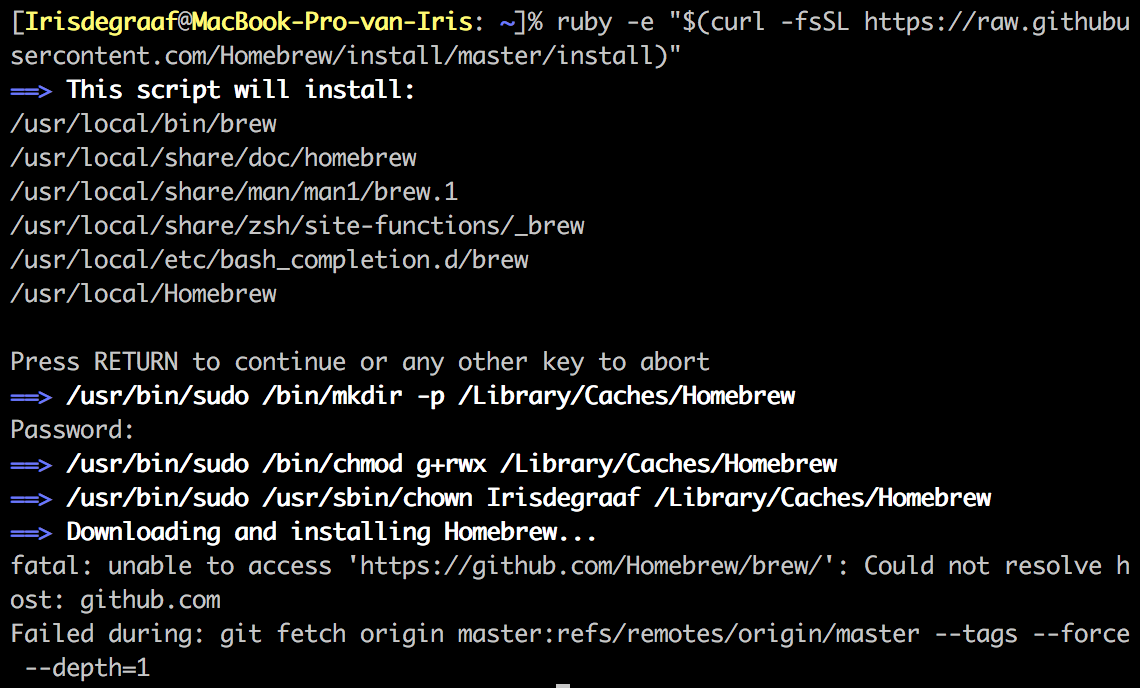 [Irisdegraaf@MacBook-Pro-van-Iris: ~]% ruby -e "$(curl -fsSL https://raw.githubu
sercontent.com/Homebrew/install/master/install)"
==> This script will install:
/usr/local/bin/brew
/usr/local/share/doc/homebrew
/usr/local/share/man/man1/brew.1
/usr/local/share/zsh/site-functions/_brew
/usr/local/etc/bash_completion.d/brew
/usr/local/Homebrew

Press RETURN to continue or any other key to abort
==> /usr/bin/sudo /bin/mkdir -p /Library/Caches/Homebrew
Password:
==> /usr/bin/sudo /bin/chmod g+rwx /Library/Caches/Homebrew
==> /usr/bin/sudo /usr/sbin/chown Irisdegraaf /Library/Caches/Homebrew
==> Downloading and installing Homebrew...
fatal: unable to access 'https://github.com/Homebrew/brew/': Could not resolve h
ost: github.com
Failed during: git fetch origin master:refs/remotes/origin/master --tags --force
 --depth=1